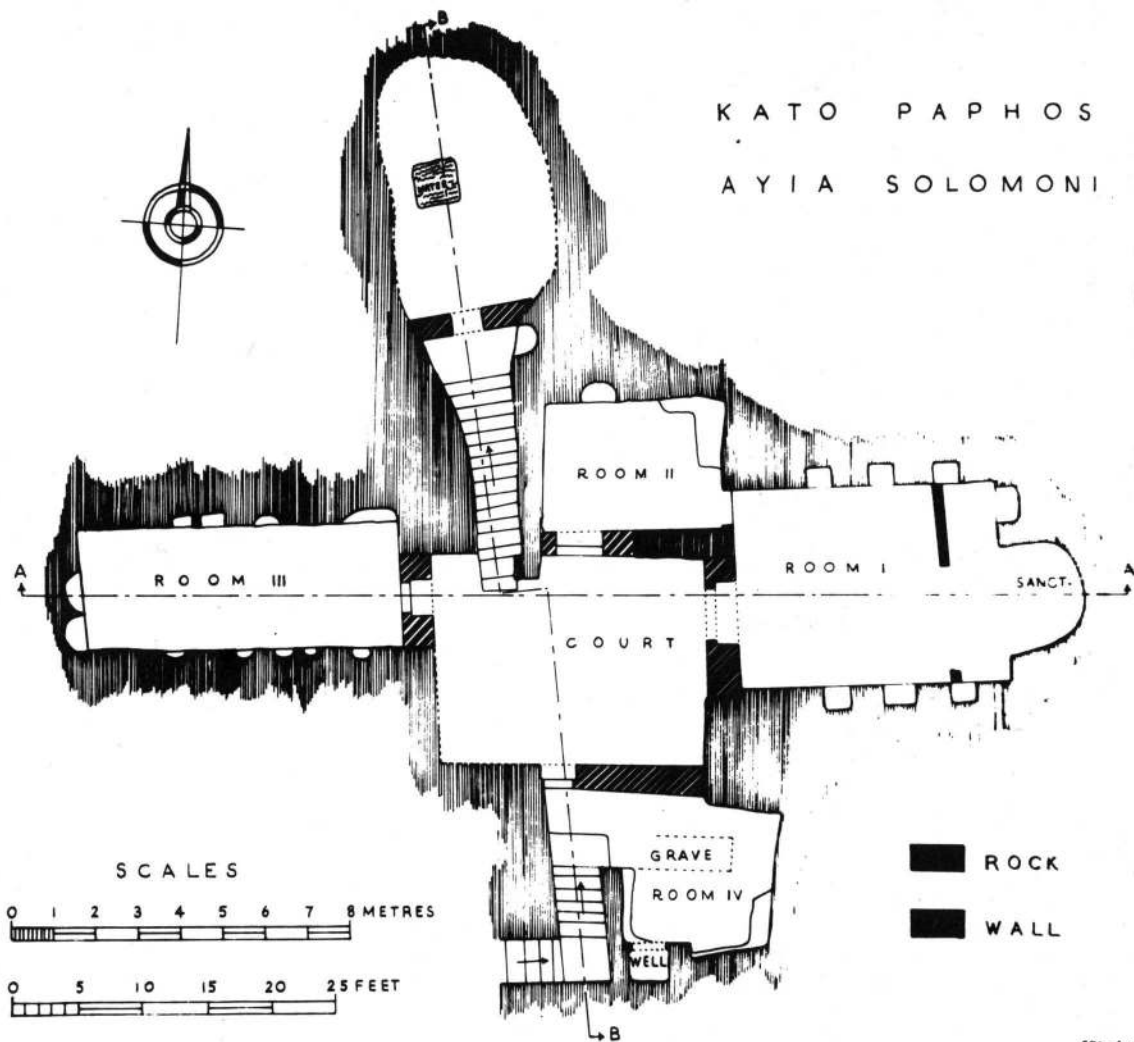 B
KATO PAPHOS
AYIA SOLOMONI
WATER
ROOM II
A
ROOM III
ROOM I
SANCT.
A
COURT
SCALES
0 1 2 3 4 5 6 7 8 METRES
0 5 10 15 20 25 FEET
GRAVE
ROOM IV
WELL
B
ROCK
WALL